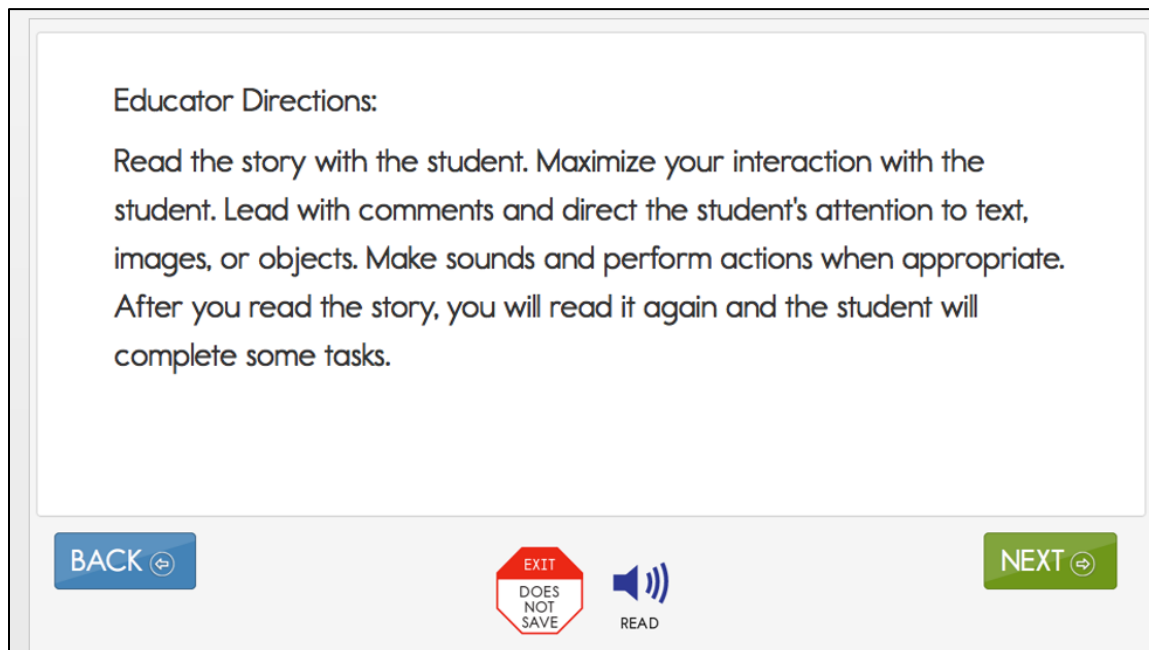 Educator Directions:
Read the story with the student. Maximize your interaction with the
student. Lead with comments and direct the student's attention to text,
images, or objects. Make sounds and perform actions when appropriate.
After you read the story, you will read it again and the student will
complete some tasks.
BACK
EXIT
DOES
NOT
SAVE
READ
NEXT